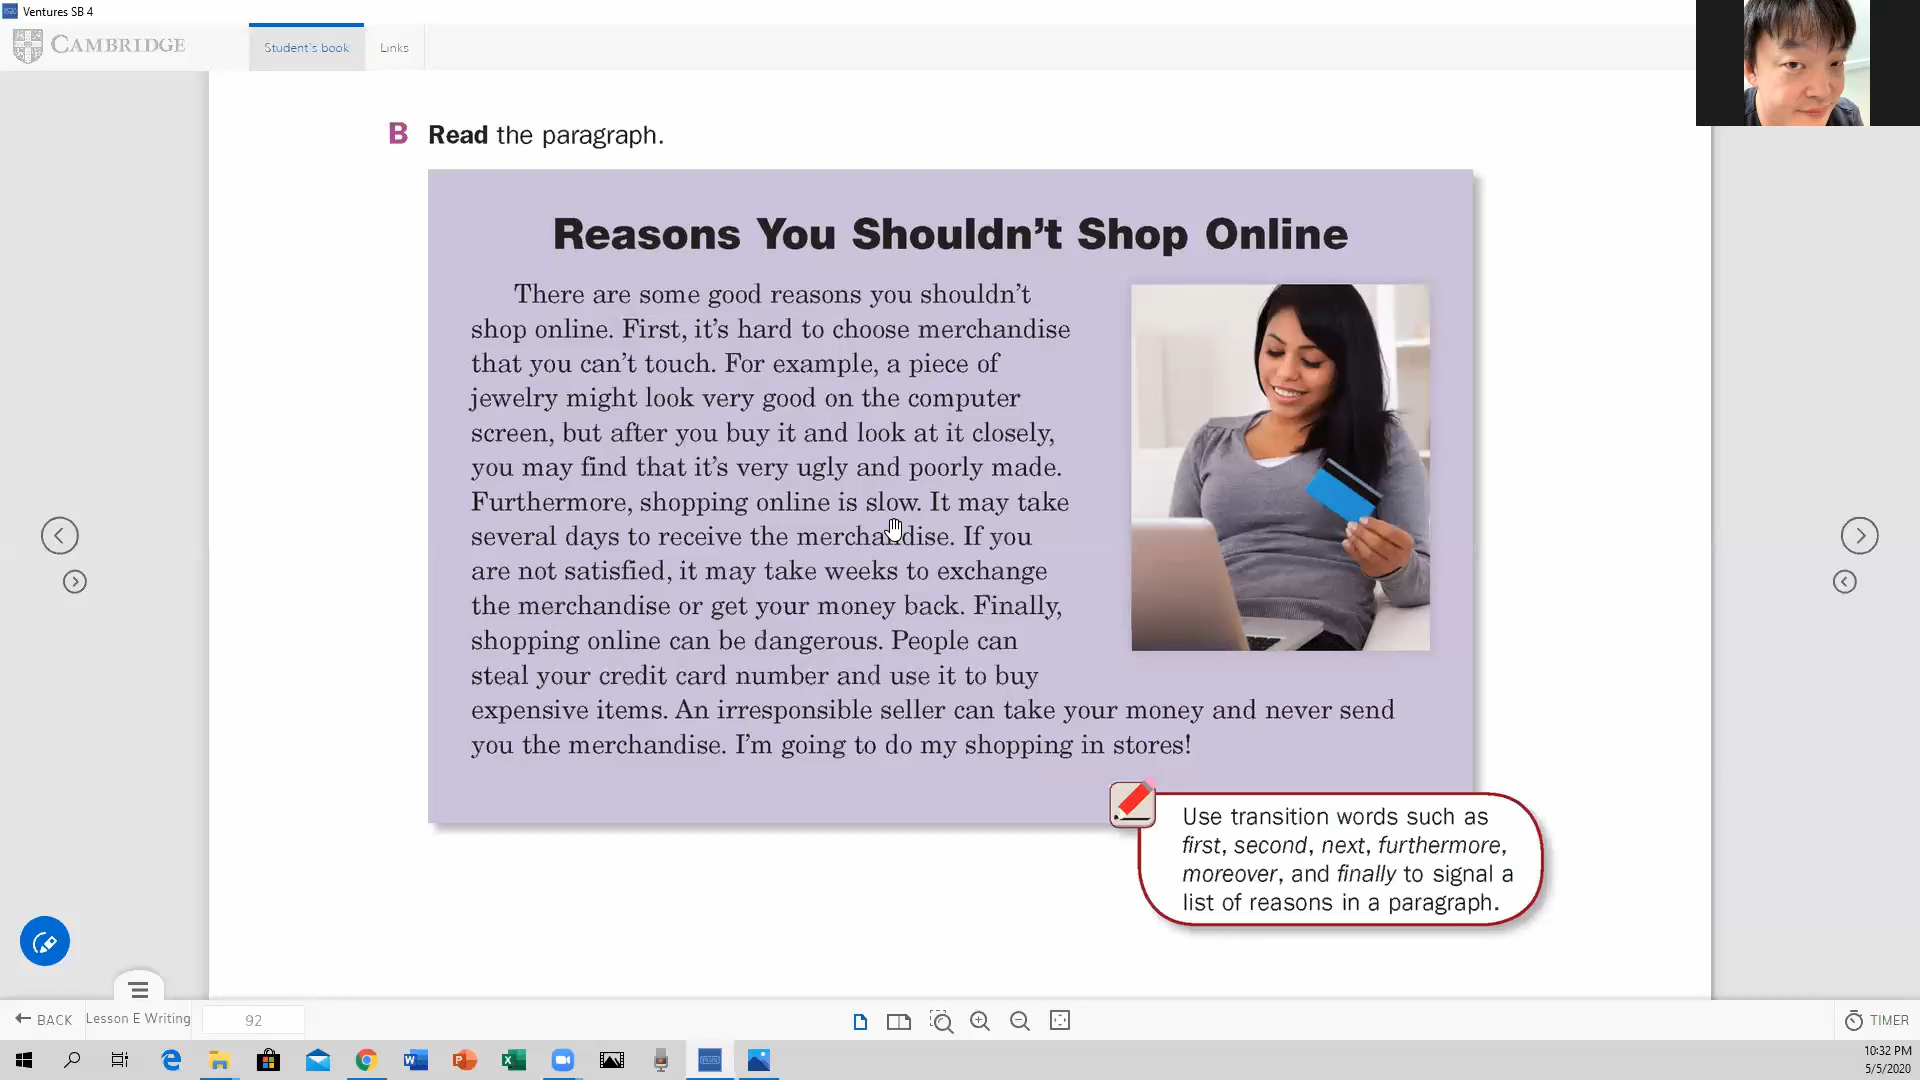 Ventures SB 4
CAMBRIDGE
Student's book
Links
B Read the paragraph.
Reasons You Shouldn't Shop Online
There are some good reasons you shouldn't
shop online. First, it's hard to choose merchandise
that you can't touch. For example, a piece of
jewelry might look very good on the computer
screen, but after you buy it and look at it closely,
you may find that it's very ugly and poorly made.
Furthermore, shopping online is slow. It may take
several days to receive the merchandise. If you
are not satisfied, it may take weeks to exchange
the merchandise or get your money back. Finally,
shopping online can be dangerous. People can
steal your credit card number and use it to buy
expensive items. An irresponsible seller can take your money and never send
you the merchandise. I'm going to do my shopping in stores!
Use transition words such as
first, second, next, furthermore,
moreover, and finally to signal a
list of reasons in a paragraph.
BACK
Lesson E Writing
92
TIMER
10:32 PM
5/5/2020